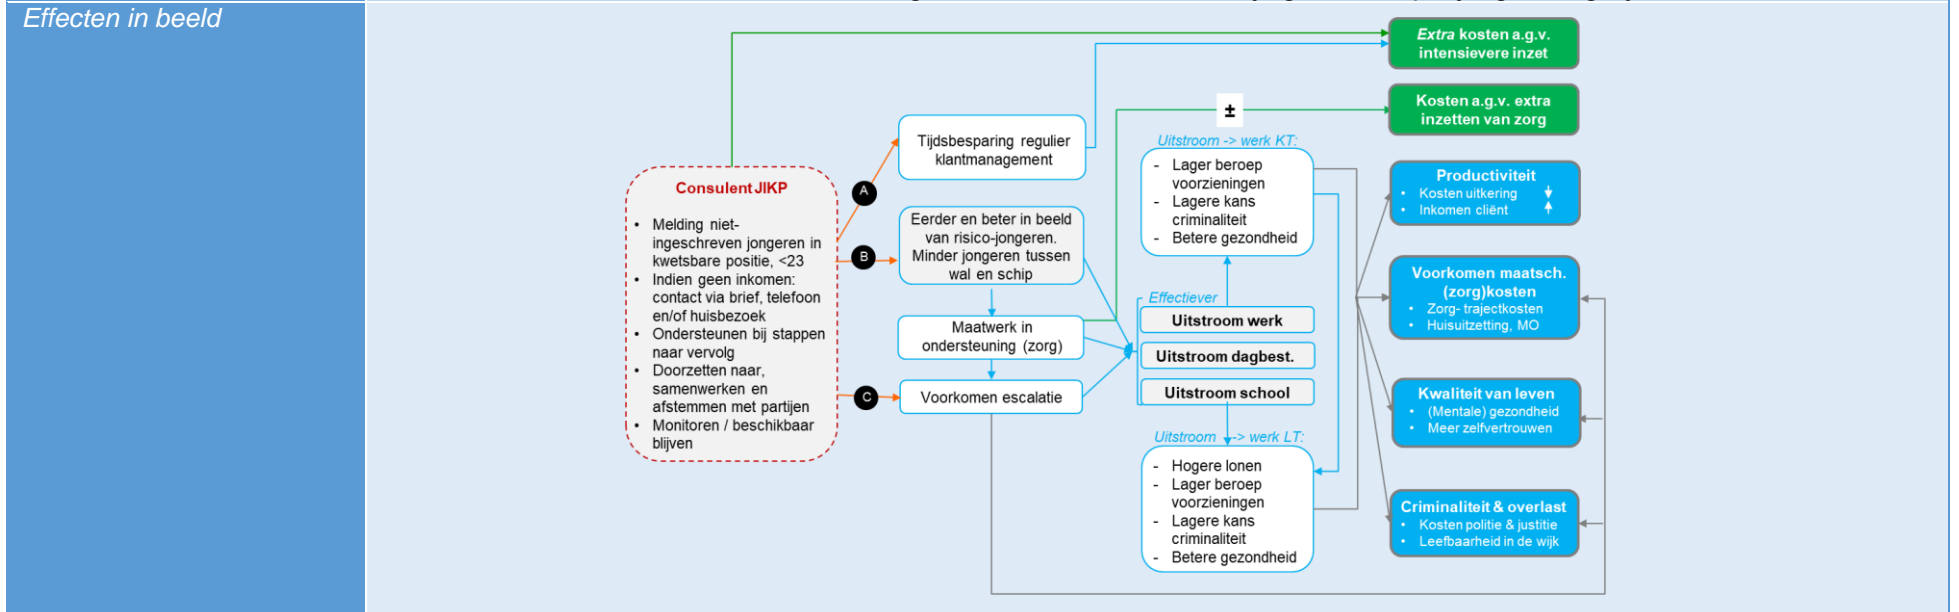 Effecten in beeld
Extra kosten a.g.v.
intensievere inzet
Kosten a.g.v. extra
inzetten van zorg
±
Tijdsbesparing regulier
klantmanagement
Consulent JIKP
• Melding niet-
ingeschreven jongeren in
kwetsbare positie, <23
• Indien geen inkomen:
contact via brief, telefoon
en/of huisbezoek
• Ondersteunen bij stappen
naar vervolg
• Doorzetten naar,
samenwerken en
afstemmen met partijen
• Monitoren / beschikbaar
blijven
A
B
C
Eerder en beter in beeld
van risico-jongeren.
Minder jongeren tussen
wal en schip
Maatwerk in
ondersteuning (zorg)
Voorkomen escalatie
Uitstroom -> werk KT:
- Lager beroep
voorzieningen
- Lagere kans
criminaliteit
- Betere gezondheid
Effectiever
Uitstroom werk
Uitstroom dagbest.
Uitstroom school
Uitstroom -> werk LT:
- Hogere lonen
- Lager beroep
voorzieningen
- Lagere kans
criminaliteit
- Betere gezondheid
Productiviteit
• Kosten uitkering
• Inkomen cliënt
Voorkomen maatsch.
(zorg)kosten
• Zorg- trajectkosten
• Huisuitzetting, MO
Kwaliteit van leven
• (Mentale) gezondheid
• Meer zelfvertrouwen
Criminaliteit & overlast
• Kosten politie & justitie
• Leefbaarheid in de wijk